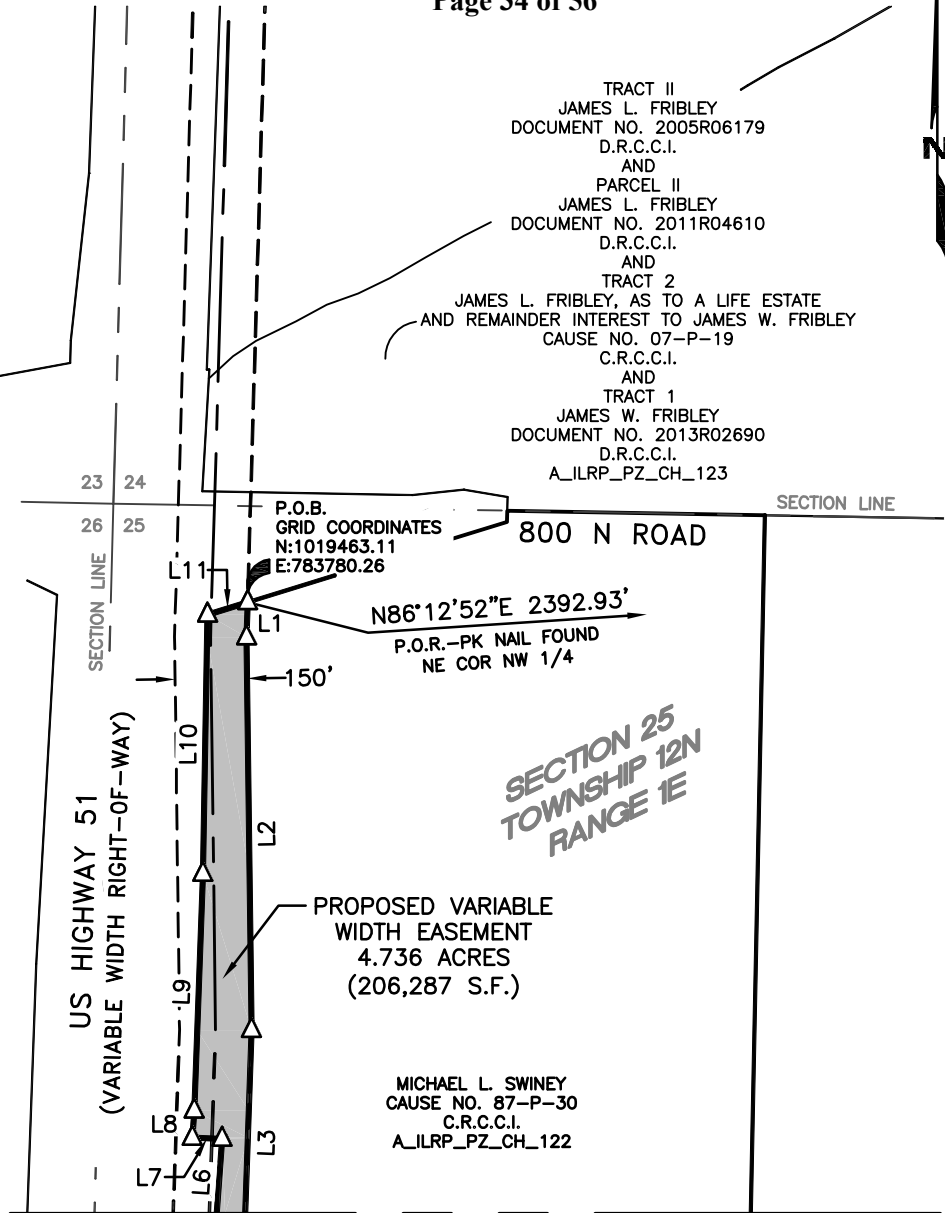 Page 34 of 56
TRACT II
JAMES L. FRIBLEY
DOCUMENT NO. 2005R06179
D.R.C.C.I.
AND
PARCEL II
JAMES L. FRIBLEY
DOCUMENT NO. 2011R04610
D.R.C.C.I.
AND
TRACT 2
JAMES L. FRIBLEY, AS TO A LIFE ESTATE
AND REMAINDER INTEREST TO JAMES W. FRIBLEY
CAUSE NO. 07-P-19
C.R.C.C.I.
AND
TRACT 1
JAMES W. FRIBLEY
DOCUMENT NO. 2013R02690
D.R.C.C.I.
A_ILRP_PZ_CH_123
N
23 24
26 25
SECTION LINE
SECTION LINE
800 N ROAD
P.O.B.
GRID COORDINATES
N:1019463.11
E:783780.26
L11
L1
N86°12'52"E 2392.93'
P.O.R.-PK NAIL FOUND
NE COR NW 1/4
150'
L10
L2
SECTION 25
TOWNSHIP 12N
RANGE 1E
US HIGHWAY 51
(VARIABLE WIDTH RIGHT-OF-WAY)
PROPOSED VARIABLE
WIDTH EASEMENT
4.736 ACRES
(206,287 S.F.)
L9
MICHAEL L. SWINEY
CAUSE NO. 87-P-30
C.R.C.C.I.
A_ILRP_PZ_CH_122
L8
L3
L7
L6